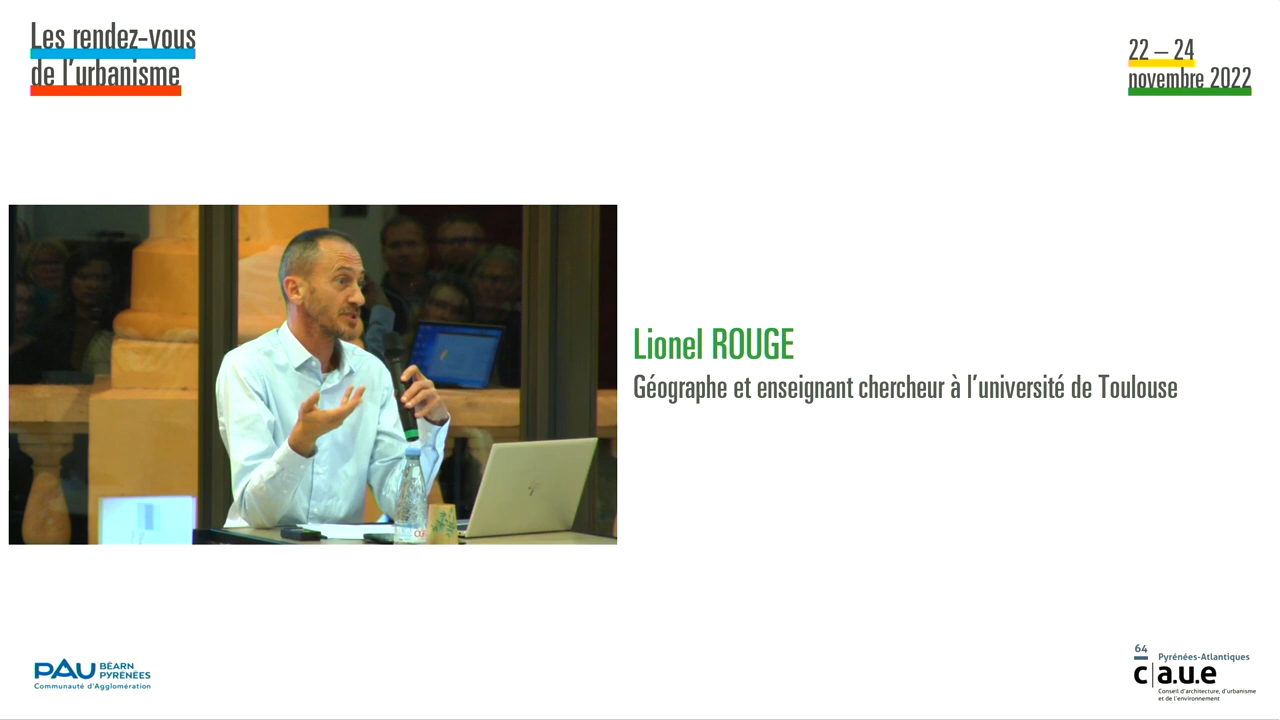 Les rendez-vous
de l'urbanisme
22 – 24
novembre 2022
Lionel ROUGE
Géographe et enseignant chercheur à l'université de Toulouse
PAU BÉARN
PYRÉNÉES
Communauté d'Agglomération
64
Pyrénées-Atlantiques
c|a.u.e
Conseil d'architecture, d'urbanisme
et de l'environnement